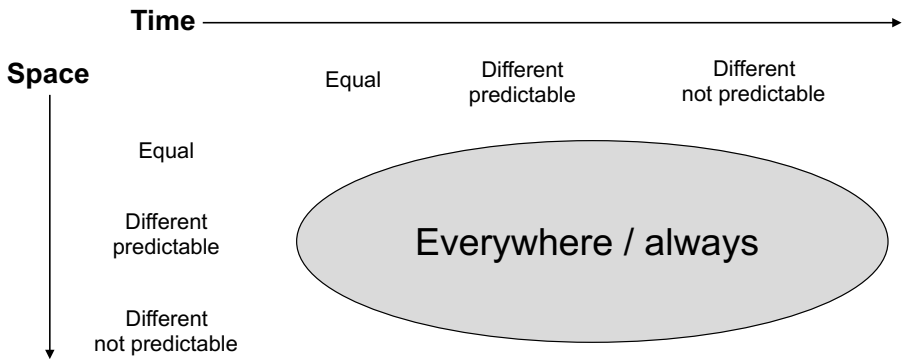 Time
Space
Equal
Different
predictable
Different
not predictable
Equal
Different
predictable
Everywhere / always
Different
not predictable